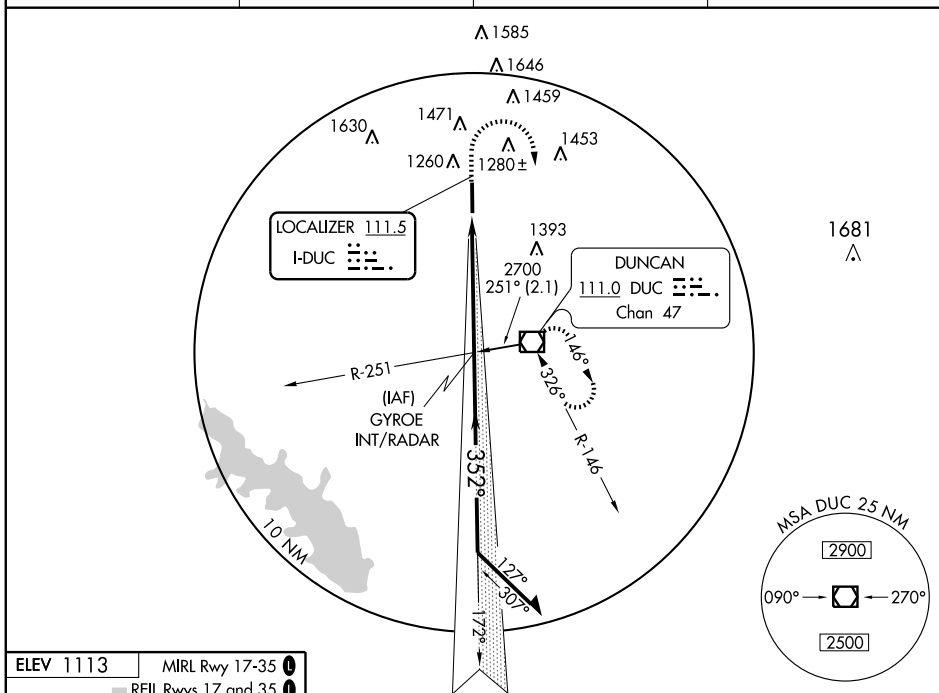 1585
1646
1459
1471
1630
1453
1260
1280±
LOCALIZER 111.5
I-DUC
1393
1681
2700
251° (2.1)
DUNCAN
111.0 DUC
Chan 47
R-251
146°
326°
(IAF)
GYROE
INT/RADAR
R-146
352°
10 NM
127°
307°
172°
MSA DUC 25 NM
2900
090° 270°
2500
ELEV 1113
MIRL Rwy 17-35 L
REIL Rwys 17 and 35 L